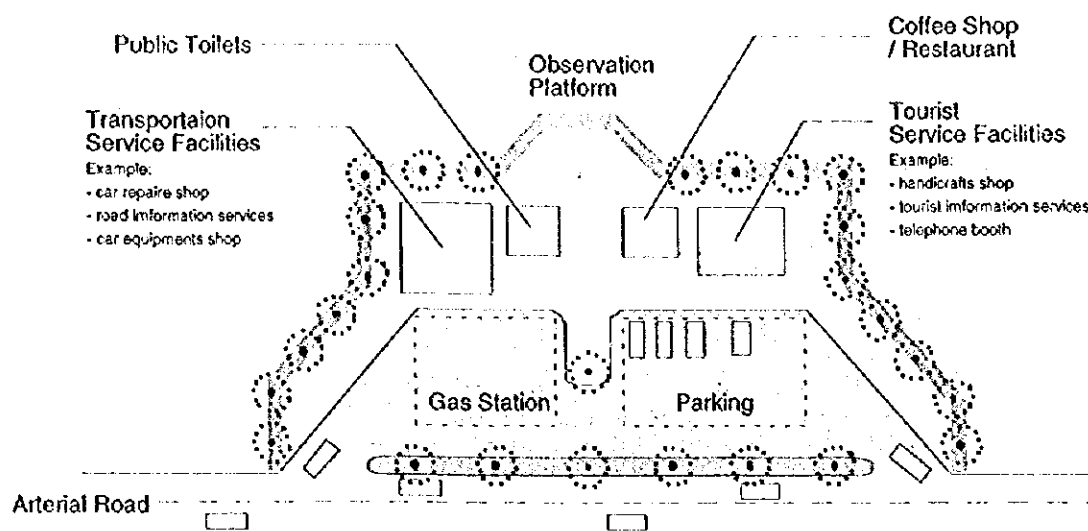 Public Toilets
Coffee Shop
/ Restaurant
Observation
Platform
Transportaion
Service Facilities
Example:
- car repaire shop
- road imformation services
- car equipments shop
Tourist
Service Facilities
Example:
- handicrafts shop
- tourist imformation services
- telephone booth
Gas Station
Parking
Arterial Road